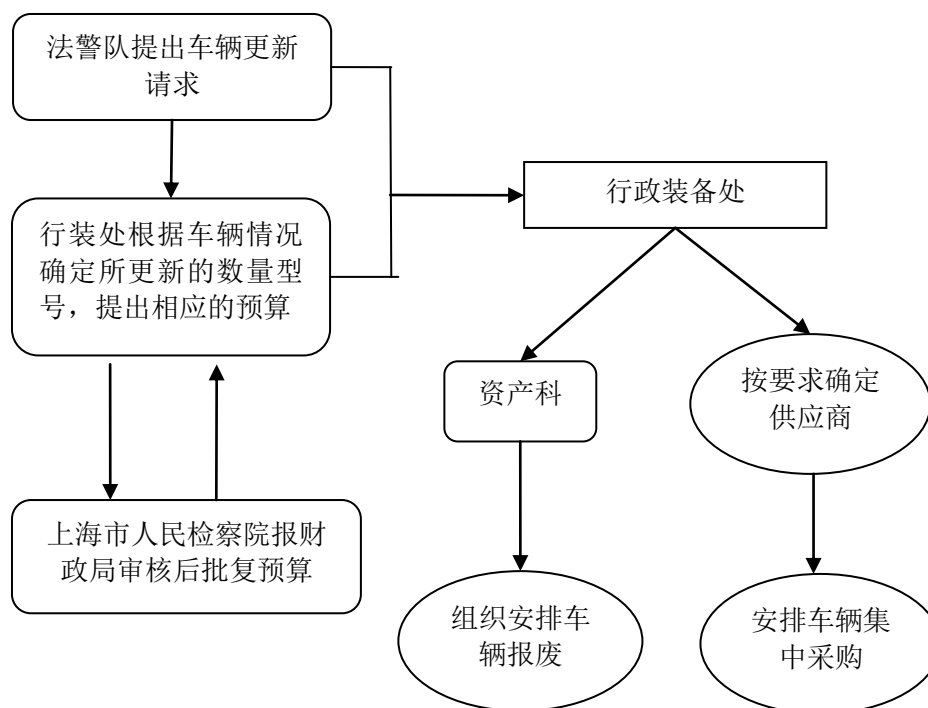 法警队提出车辆更新
请求
行装处根据车辆情况
确定所更新的数量型
号，提出相应的预算
上海市人民检察院报财
政局审核后批复预算
行政装备处
资产科
按要求确定
供应商
组织安排车
辆报废
安排车辆集
中采购